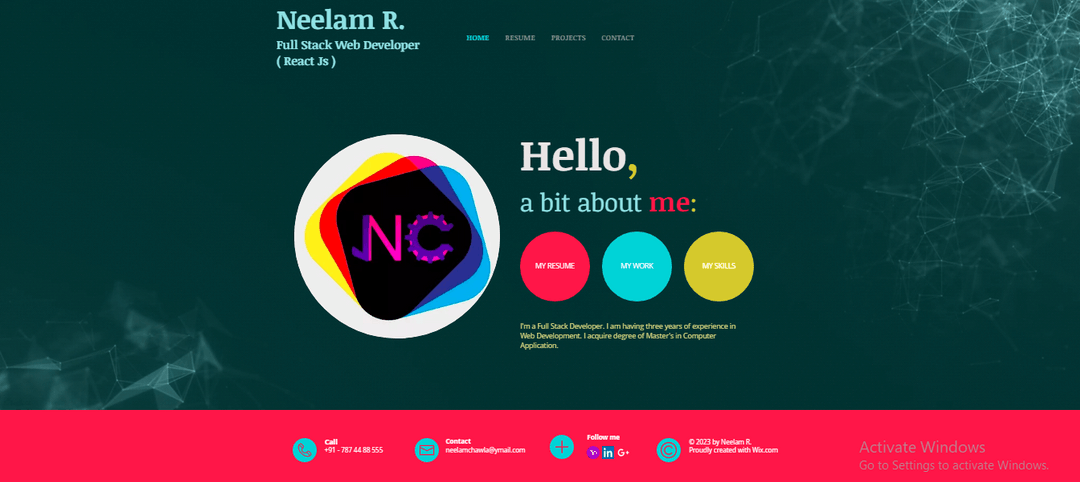 Neelam R.
Full Stack Web Developer
( React Js )
HOME RESUME PROJECTS CONTACT
NC
Hello,
a bit about me:
MY RESUME
MY WORK
MY SKILLS
I'm a Full Stack Developer. I am having three years of experience in
Web Development. I acquire degree of Master's in Computer
Application.
Call
+91 - 787 44 88 555
Contact
neelamchawla@ymail.com
Follow me
in
G+
© 2023 by Neelam R.
Proudly created with Wix.com
Activate Windows
Go to Settings to activate Windows.